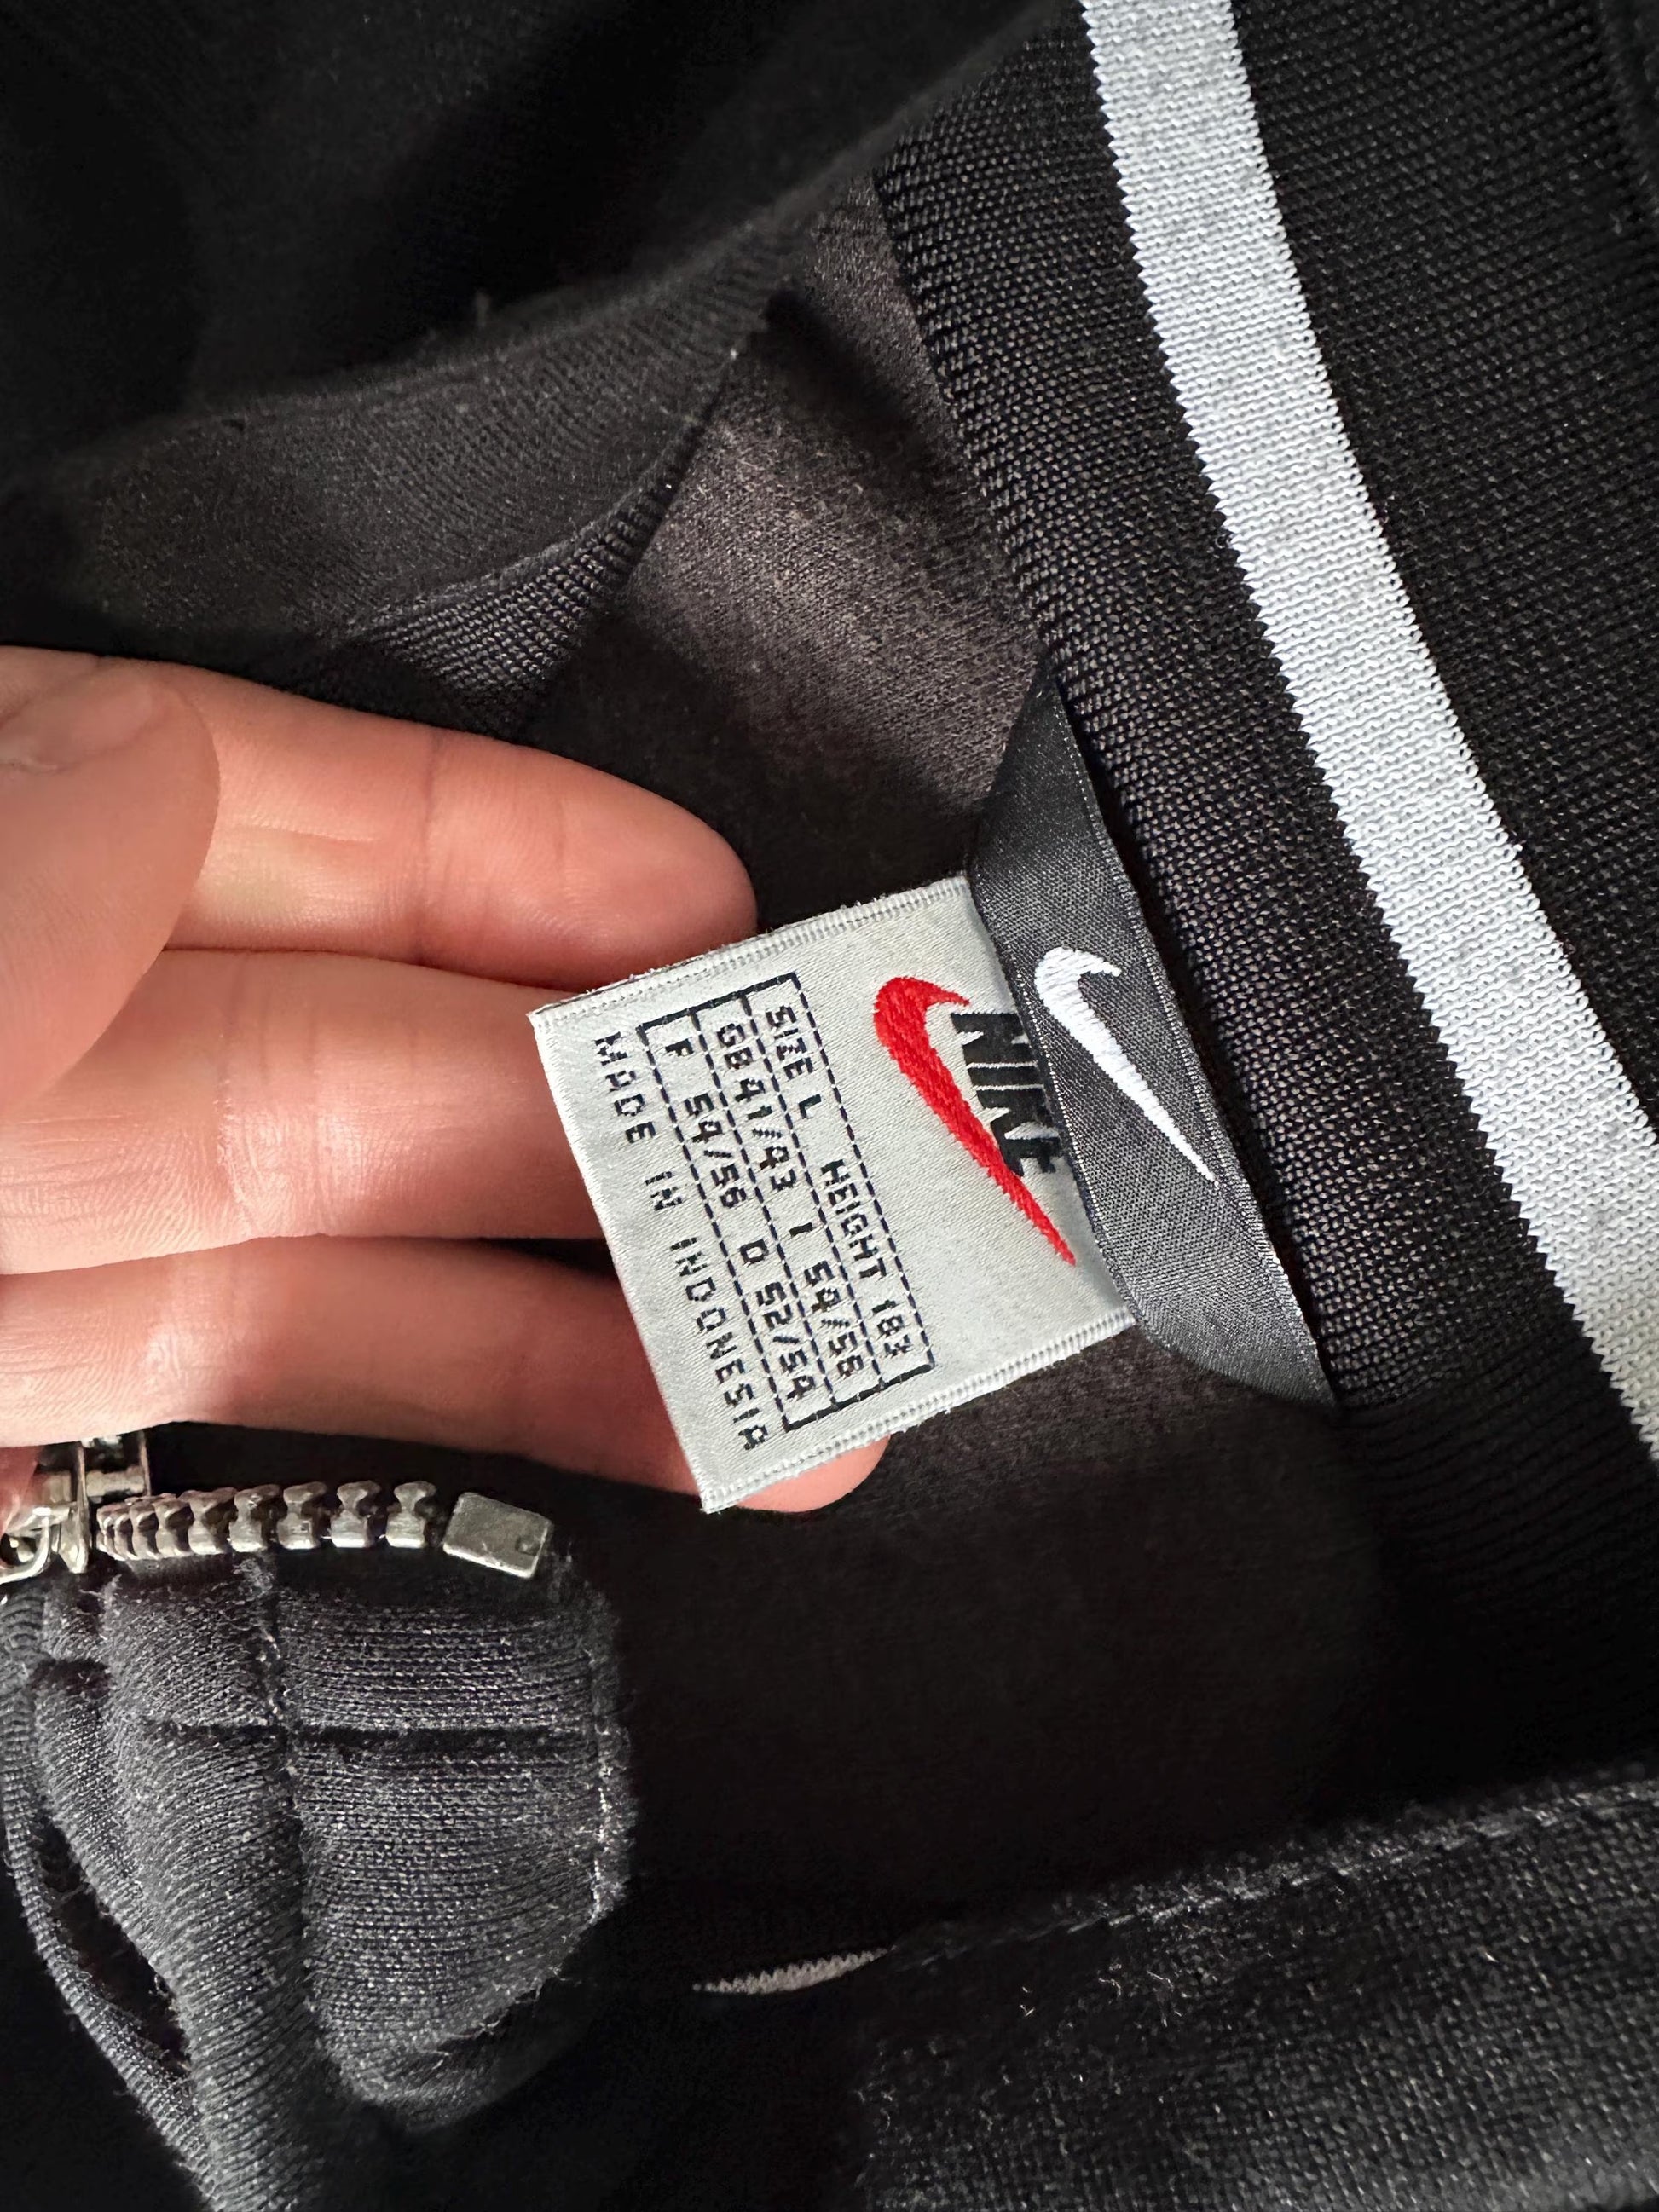 NIKE
SIZE L HEIGHT 183
GB 41/43 I 54/56
F 54/56 D 52/54
MADE IN INDONESIA